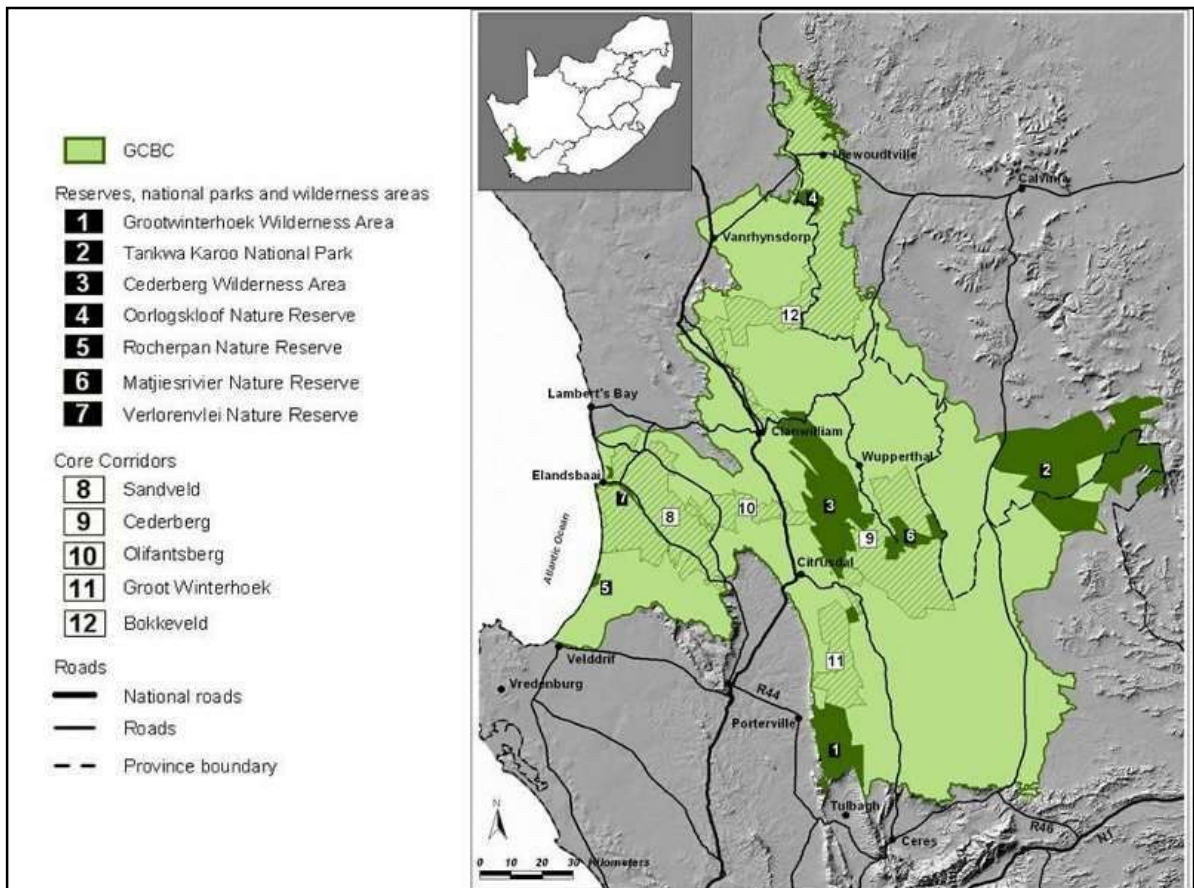 GCBC
Reserves, national parks and wilderness areas
1 Grootwinterhoek Wilderness Area
2 Tankwa Karoo National Park
3 Cederberg Wilderness Area
4 Oorlogskloof Nature Reserve
5 Rocherpan Nature Reserve
6 Matjiesrivier Nature Reserve
7 Verlorenvlei Nature Reserve
Core Corridors
8 Sandveld
9 Cederberg
10 Olifantsberg
11 Groot Winterhoek
12 Bokkeveld
Roads
National roads
Roads
Province boundary
Niewoudtville
Calvinia
4
Vanrhynsdorp
12
Lambert's Bay
Clanwilliam
Wupperthal
2
Elandsbaai
7
8
10
3
9
6
Atlantic Ocean
Citrusdal
5
11
Velddrif
Vredenburg
R44
Porterville
1
Tulbagh
N
R46
N1
Ceres
0 10 20 30 Kilometers